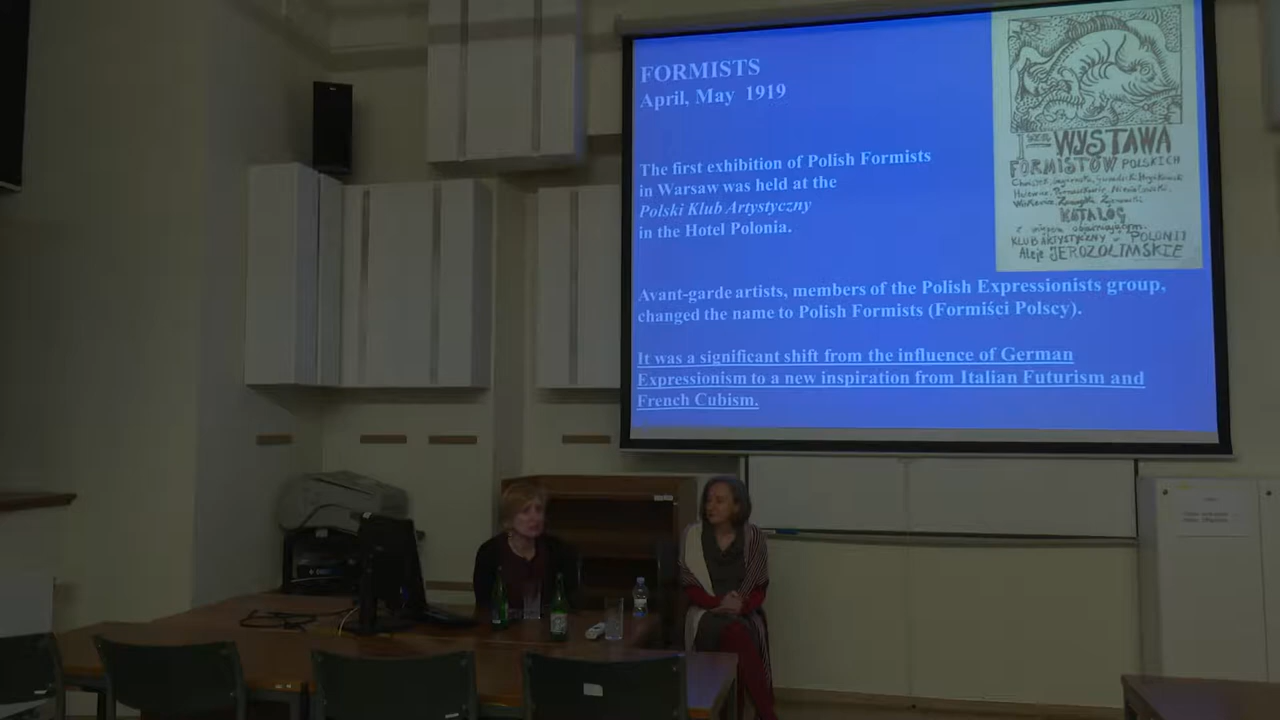 FORMISTS
April, May 1919
The first exhibition of Polish Formists
in Warsaw was held at the
Polski Klub Artystyczny
in the Hotel Polonia.
Avant-garde artists, members of the Polish Expressionists group,
changed the name to Polish Formists (Formiści Polscy).
It was a significant shift from the influence of German
Expressionism to a new inspiration from Italian Futurism and
French Cubism.
WYSTAWA
FORMISTÓW POLSKICH
KATALOG
KLUB ARTYSTYCZNY POLONII
Aleje JEROZOLIMSKIE